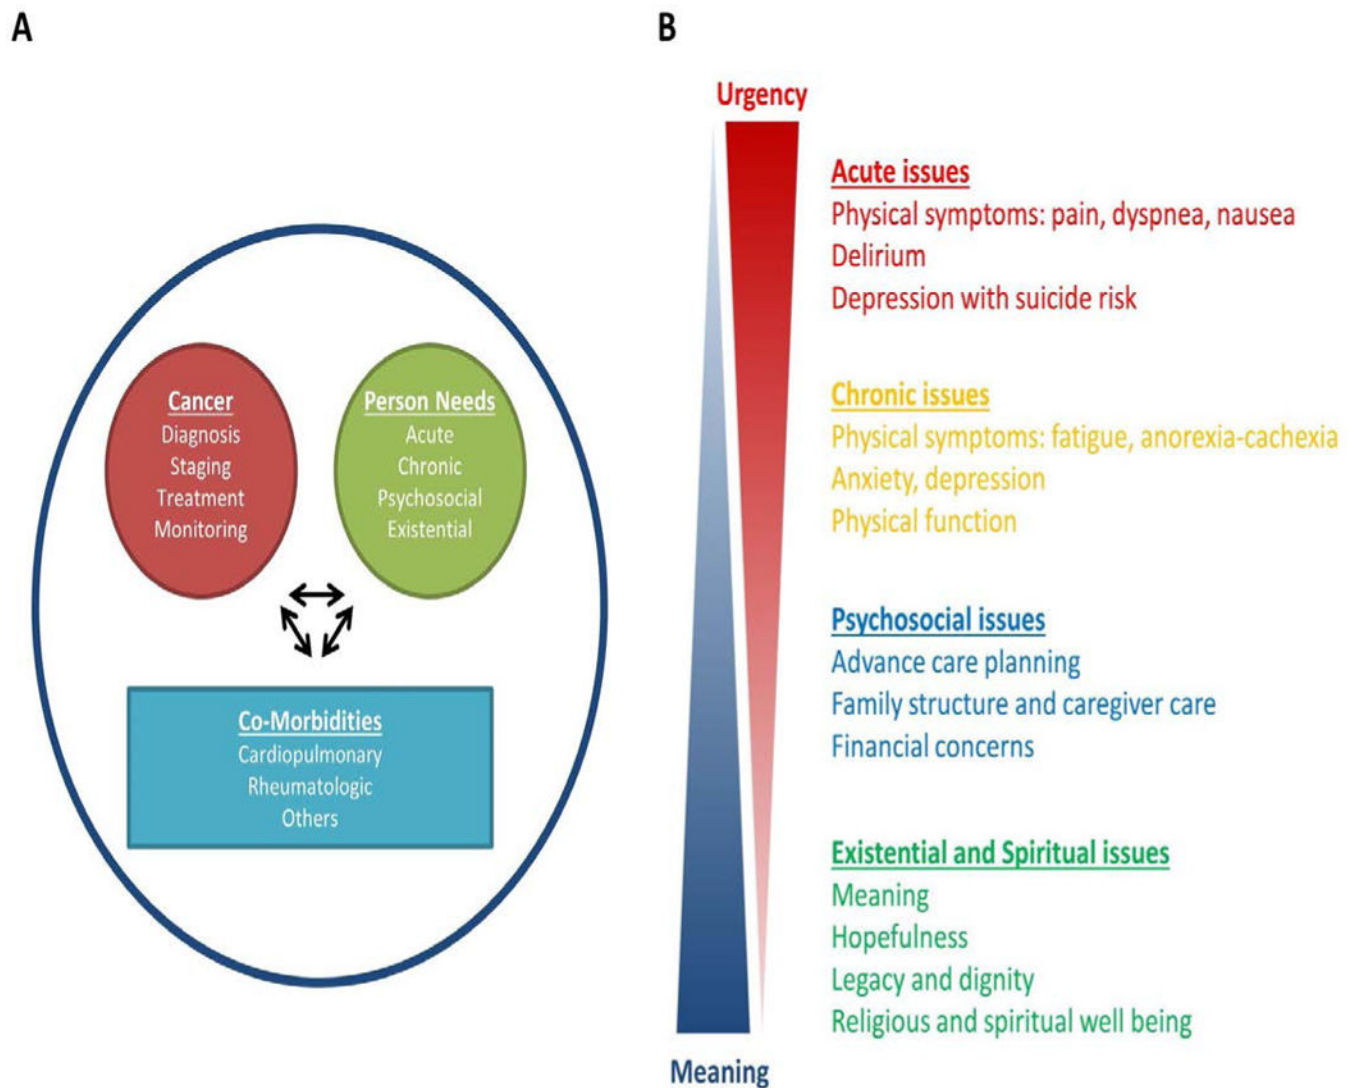 A
Cancer
Diagnosis
Staging
Treatment
Monitoring
Person Needs
Acute
Chronic
Psychosocial
Existential
Co-Morbidities
Cardiopulmonary
Rheumatologic
Others
B
Urgency
Acute issues
Physical symptoms: pain, dyspnea, nausea
Delirium
Depression with suicide risk
Chronic issues
Physical symptoms: fatigue, anorexia-cachexia
Anxiety, depression
Physical function
Psychosocial issues
Advance care planning
Family structure and caregiver care
Financial concerns
Existential and Spiritual issues
Meaning
Hopefulness
Legacy and dignity
Religious and spiritual well being
Meaning